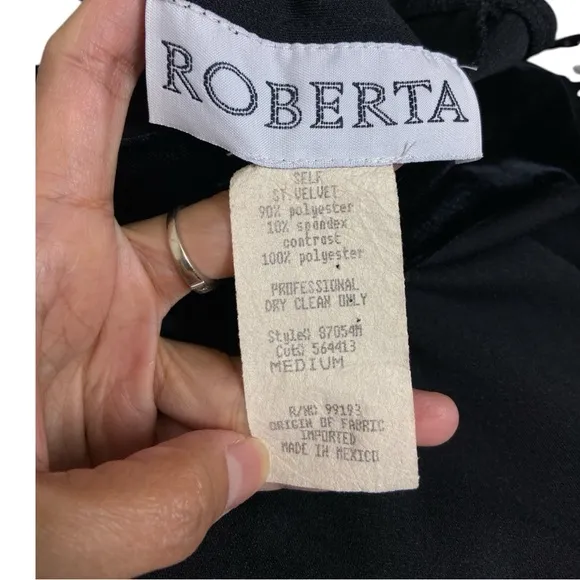 ROBERTA
SELF
ST.VELVET
90% polyester
10% spandex
contrast
100% polyester
PROFESSIONAL
DRY CLEAN ONLY
Style# 87054M
Cut# 564413
MEDIUM
R/N# 99193
ORIGIN OF FABRIC
IMPORTED
MADE IN MEXICO